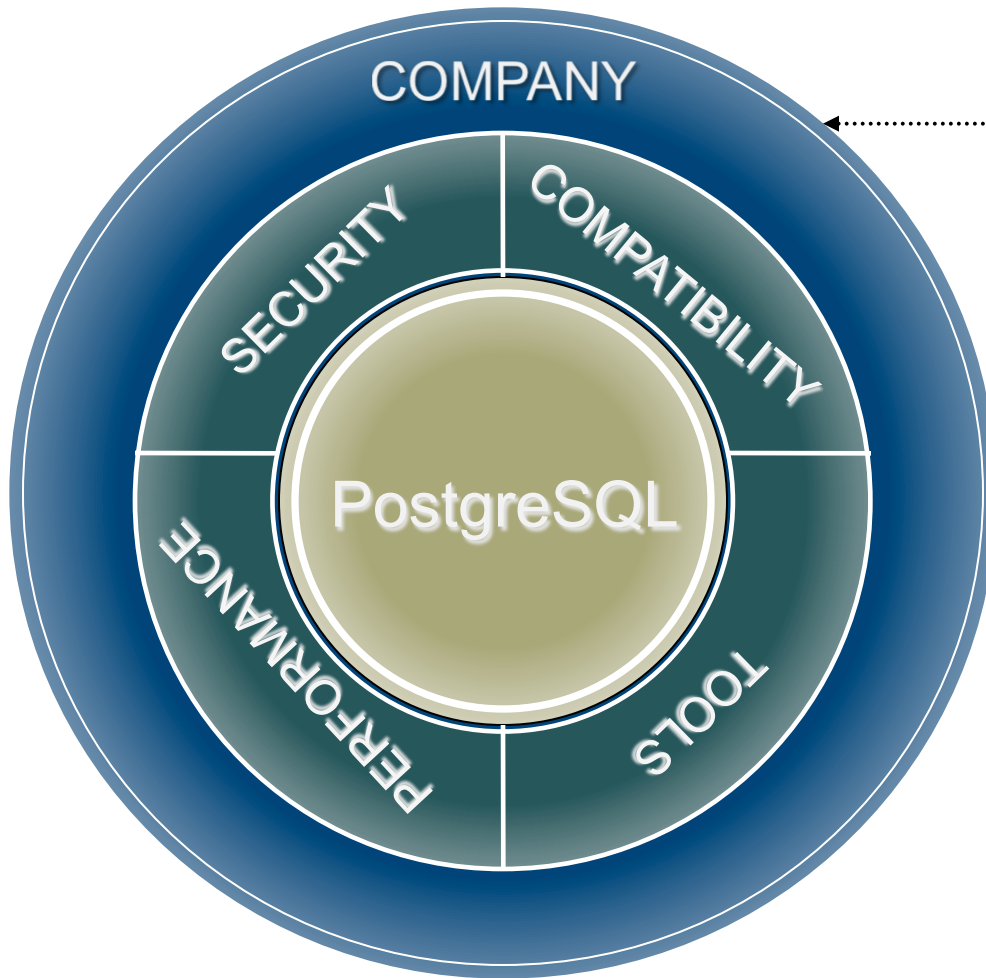 COMPANY
SECURITY
COMPATIBILITY
PostgreSQL
PERFORMANCE
TOOLS